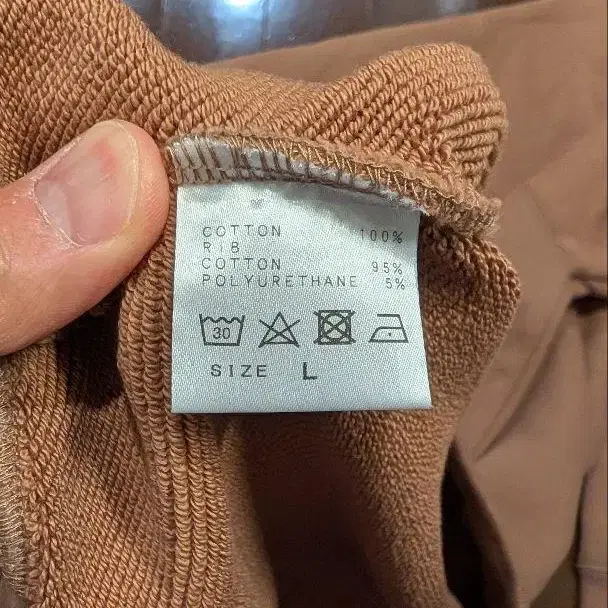 COTTON 100%
RIB
COTTON 95%
POLYURETHANE 5%
30
SIZE L